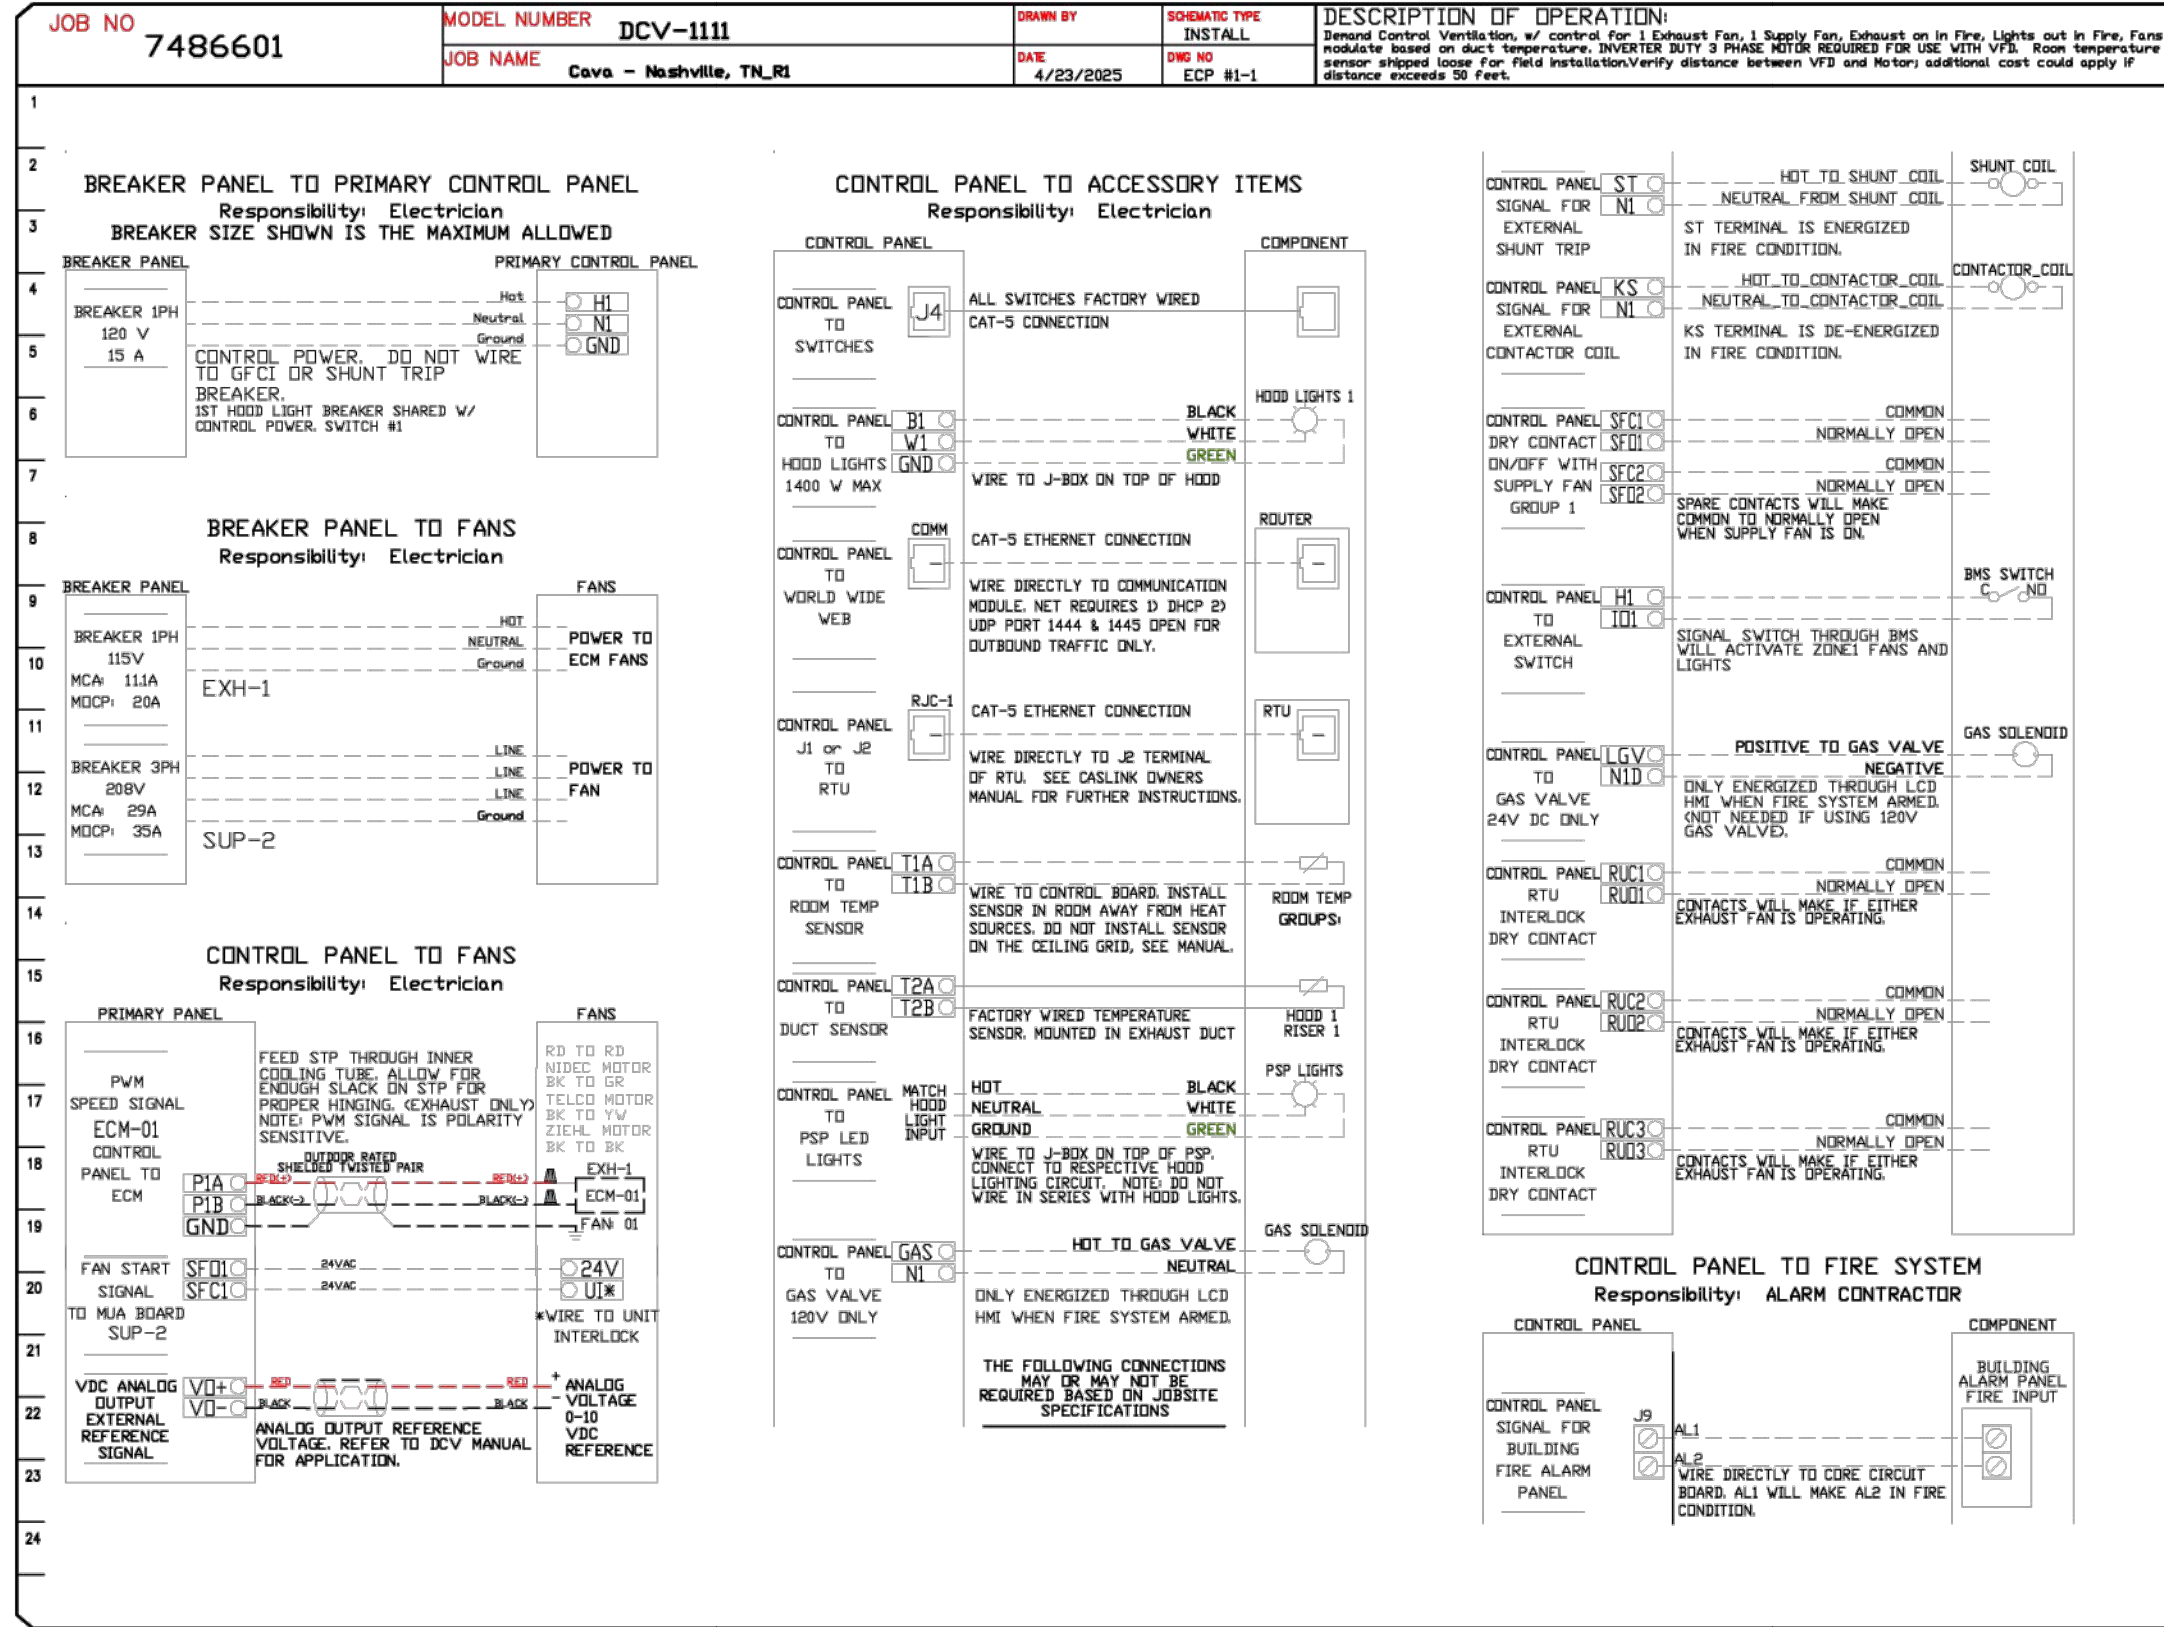 JOB NO
7486601
MODEL NUMBER
DCV-1111
JOB NAME
Cava - Nashville, TN_R1
DRAWN BY
DATE
4/23/2025
SCHEMATIC TYPE
INSTALL
DWG NO
ECP #1-1
DESCRIPTION OF OPERATION:
Demand Control Ventilation, w/ control for 1 Exhaust Fan, 1 Supply Fan, Exhaust on in Fire, Lights out in Fire, Fans
modulate based on duct temperature. INVERTER DUTY 3 PHASE MOTOR REQUIRED FOR USE WITH VFD. Room temperature
sensor shipped loose for field installation.Verify distance between VFD and Motor; additional cost could apply if
distance exceeds 50 feet.
1
2
3
4
5
6
7
8
9
10
11
12
13
14
15
16
17
18
19
20
21
22
23
24
BREAKER PANEL TO PRIMARY CONTROL PANEL
Responsibility: Electrician
BREAKER SIZE SHOWN IS THE MAXIMUM ALLOWED
BREAKER PANEL
PRIMARY CONTROL PANEL
BREAKER 1PH
120 V
15 A
Hot
H1
Neutral
N1
Ground
GND
CONTROL POWER. DO NOT WIRE
TO GFCI OR SHUNT TRIP
BREAKER.
1ST HOOD LIGHT BREAKER SHARED W/
CONTROL POWER. SWITCH #1
BREAKER PANEL TO FANS
Responsibility: Electrician
BREAKER PANEL
FANS
BREAKER 1PH
115V
MCA: 11.1A
MOCP: 20A
HOT
NEUTRAL
Ground
POWER TO
ECM FANS
EXH-1
BREAKER 3PH
208V
MCA: 29A
MOCP: 35A
LINE
LINE
LINE
Ground
POWER TO
FAN
SUP-2
CONTROL PANEL TO FANS
Responsibility: Electrician
PRIMARY PANEL
FANS
PWM
SPEED SIGNAL
ECM-01
CONTROL
PANEL TO
ECM
FEED STP THROUGH INNER
COOLING TUBE. ALLOW FOR
ENOUGH SLACK ON STP FOR
PROPER HINGING. (EXHAUST ONLY)
NOTE: PWM SIGNAL IS POLARITY
SENSITIVE.
RD TO RD
NIDEC MOTOR
BK TO GR
TELCO MOTOR
BK TO YW
ZIEHL MOTOR
BK TO BK
OUTDOOR RATED
SHIELDED TWISTED PAIR
P1A
RED(+)
RED(+)
EXH-1
P1B
BLACK(-)
BLACK(-)
ECM-01
GND
FAN: 01
FAN START
SIGNAL
TO MUA BOARD
SUP-2
SFO1
24VAC
24V
SFC1
24VAC
UI*
*WIRE TO UNIT
INTERLOCK
VDC ANALOG
OUTPUT
EXTERNAL
REFERENCE
SIGNAL
VO+
RED
RED
+
VO-
BLACK
BLACK
-
ANALOG
VOLTAGE
0-10
VDC
REFERENCE
ANALOG OUTPUT REFERENCE
VOLTAGE. REFER TO DCV MANUAL
FOR APPLICATION.
CONTROL PANEL TO ACCESSORY ITEMS
Responsibility: Electrician
CONTROL PANEL
COMPONENT
CONTROL PANEL
TO
SWITCHES
J4
ALL SWITCHES FACTORY WIRED
CAT-5 CONNECTION
CONTROL PANEL
TO
HOOD LIGHTS
1400 W MAX
B1
W1
GND
BLACK
WHITE
GREEN
HOOD LIGHTS 1
WIRE TO J-BOX ON TOP OF HOOD
CONTROL PANEL
TO
WORLD WIDE
WEB
COMM
CAT-5 ETHERNET CONNECTION
ROUTER
WIRE DIRECTLY TO COMMUNICATION
MODULE. NET REQUIRES 1) DHCP 2)
UDP PORT 1444 & 1445 OPEN FOR
OUTBOUND TRAFFIC ONLY.
CONTROL PANEL
J1 or J2
TO
RTU
RJC-1
CAT-5 ETHERNET CONNECTION
RTU
WIRE DIRECTLY TO J2 TERMINAL
OF RTU. SEE CASLINK OWNERS
MANUAL FOR FURTHER INSTRUCTIONS.
CONTROL PANEL
TO
ROOM TEMP
SENSOR
T1A
T1B
WIRE TO CONTROL BOARD. INSTALL
SENSOR IN ROOM AWAY FROM HEAT
SOURCES. DO NOT INSTALL SENSOR
ON THE CEILING GRID, SEE MANUAL.
ROOM TEMP
GROUPS:
CONTROL PANEL
TO
DUCT SENSOR
T2A
T2B
FACTORY WIRED TEMPERATURE
SENSOR. MOUNTED IN EXHAUST DUCT
HOOD 1
RISER 1
CONTROL PANEL
TO
PSP LED
LIGHTS
MATCH
HOOD
LIGHT
INPUT
HOT
NEUTRAL
GROUND
BLACK
WHITE
GREEN
PSP LIGHTS
WIRE TO J-BOX ON TOP OF PSP.
CONNECT TO RESPECTIVE HOOD
LIGHTING CIRCUIT. NOTE: DO NOT
WIRE IN SERIES WITH HOOD LIGHTS.
CONTROL PANEL
TO
GAS VALVE
120V ONLY
GAS
N1
HOT TO GAS VALVE
NEUTRAL
GAS SOLENOID
ONLY ENERGIZED THROUGH LCD
HMI WHEN FIRE SYSTEM ARMED.
THE FOLLOWING CONNECTIONS
MAY OR MAY NOT BE
REQUIRED BASED ON JOBSITE
SPECIFICATIONS
CONTROL PANEL
SIGNAL FOR
EXTERNAL
SHUNT TRIP
ST
N1
HOT TO SHUNT COIL
NEUTRAL FROM SHUNT COIL
SHUNT COIL
ST TERMINAL IS ENERGIZED
IN FIRE CONDITION.
CONTROL PANEL
SIGNAL FOR
EXTERNAL
CONTACTOR COIL
KS
N1
HOT TO CONTACTOR COIL
NEUTRAL TO CONTACTOR COIL
CONTACTOR COIL
KS TERMINAL IS DE-ENERGIZED
IN FIRE CONDITION.
CONTROL PANEL
DRY CONTACT
ON/OFF WITH
SUPPLY FAN
GROUP 1
SFC1
SFO1
SFC2
SFO2
COMMON
NORMALLY OPEN
COMMON
NORMALLY OPEN
SPARE CONTACTS WILL MAKE
COMMON TO NORMALLY OPEN
WHEN SUPPLY FAN IS ON.
CONTROL PANEL
TO
EXTERNAL
SWITCH
H1
IO1
BMS SWITCH
C
NO
SIGNAL SWITCH THROUGH BMS
WILL ACTIVATE ZONE1 FANS AND
LIGHTS
CONTROL PANEL
TO
GAS VALVE
24V DC ONLY
LGV
N1D
POSITIVE TO GAS VALVE
NEGATIVE
GAS SOLENOID
ONLY ENERGIZED THROUGH LCD
HMI WHEN FIRE SYSTEM ARMED.
(NOT NEEDED IF USING 120V
GAS VALVE).
CONTROL PANEL
RTU
INTERLOCK
DRY CONTACT
RUC1
RUO1
COMMON
NORMALLY OPEN
CONTACTS WILL MAKE IF EITHER
EXHAUST FAN IS OPERATING.
CONTROL PANEL
RTU
INTERLOCK
DRY CONTACT
RUC2
RUO2
COMMON
NORMALLY OPEN
CONTACTS WILL MAKE IF EITHER
EXHAUST FAN IS OPERATING.
CONTROL PANEL
RTU
INTERLOCK
DRY CONTACT
RUC3
RUO3
COMMON
NORMALLY OPEN
CONTACTS WILL MAKE IF EITHER
EXHAUST FAN IS OPERATING.
CONTROL PANEL TO FIRE SYSTEM
Responsibility: ALARM CONTRACTOR
CONTROL PANEL
COMPONENT
CONTROL PANEL
SIGNAL FOR
BUILDING
FIRE ALARM
PANEL
J9
AL1
AL2
BUILDING
ALARM PANEL
FIRE INPUT
WIRE DIRECTLY TO CORE CIRCUIT
BOARD. AL1 WILL MAKE AL2 IN FIRE
CONDITION.